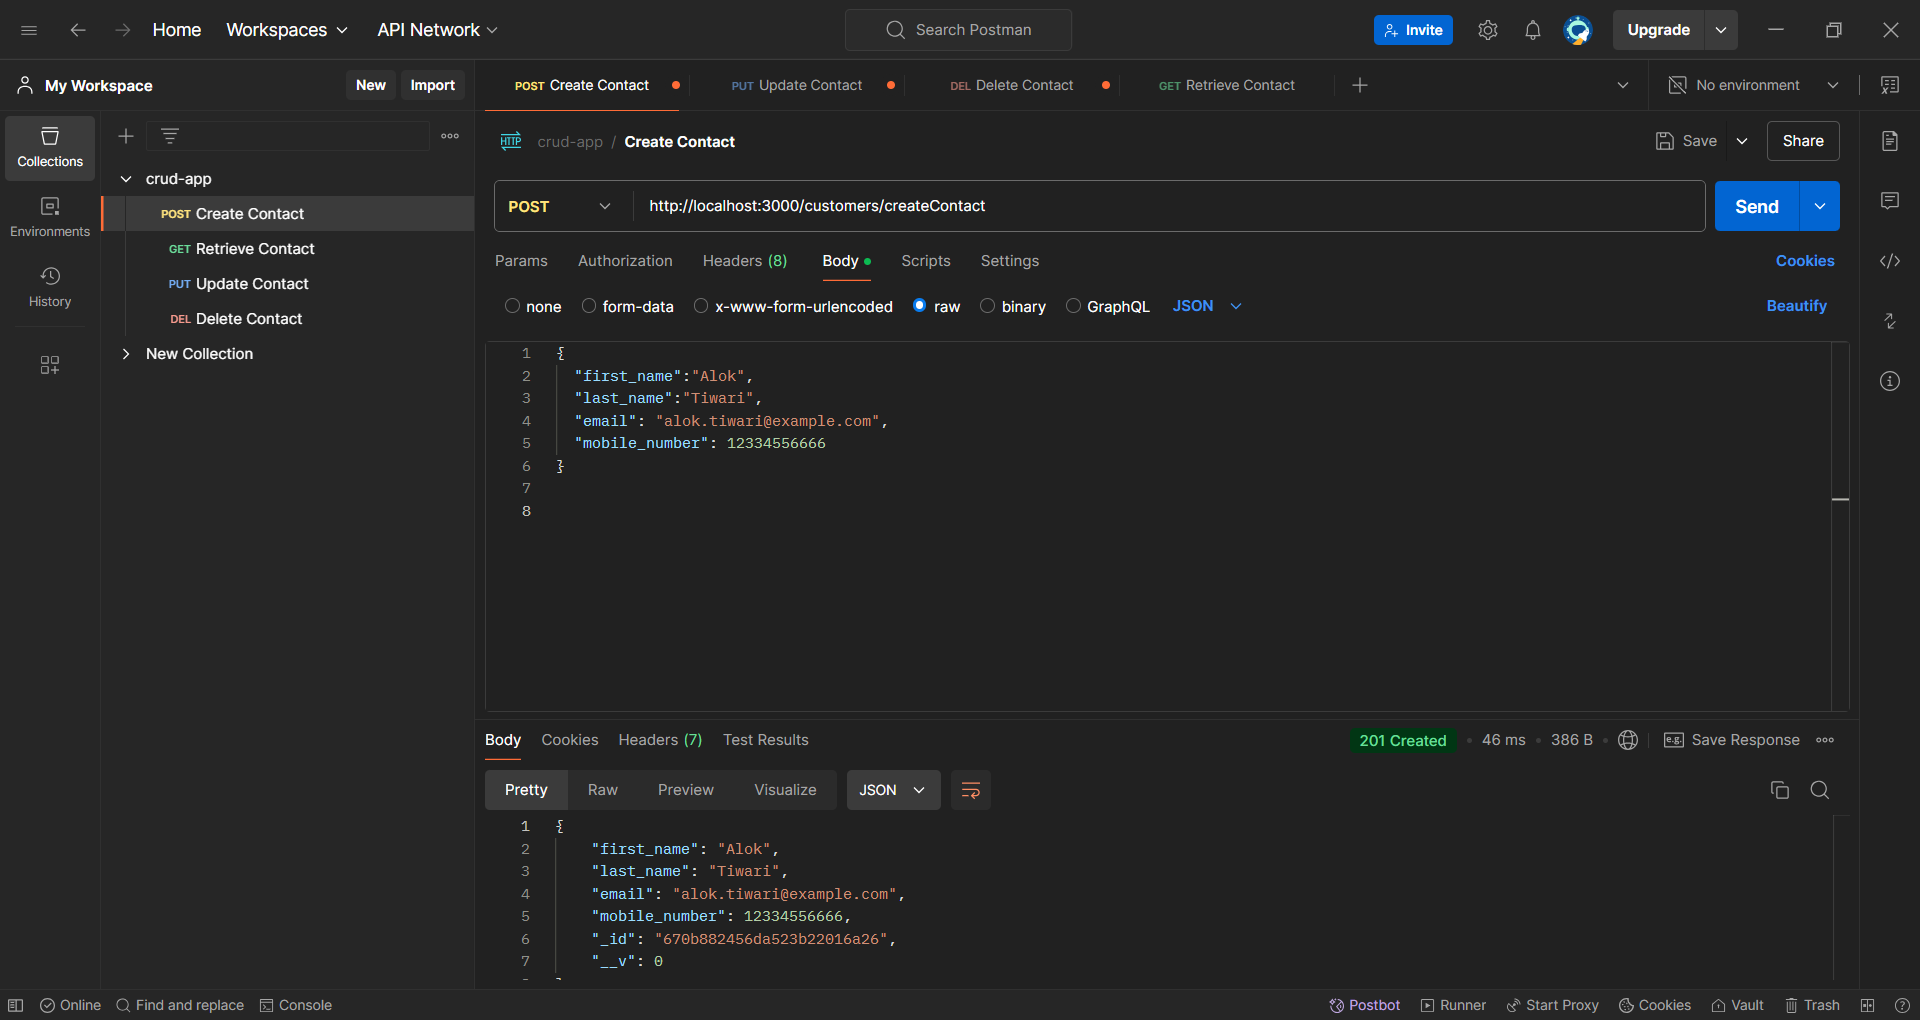 Home Workspaces API Network Search Postman Invite Upgrade
My Workspace New Import POST Create Contact PUT Update Contact DEL Delete Contact GET Retrieve Contact No environment
Collections
Environments
History
crud-app
POST Create Contact
GET Retrieve Contact
PUT Update Contact
DEL Delete Contact
New Collection
HTTP crud-app / Create Contact Save Share
POST http://localhost:3000/customers/createContact Send
Params Authorization Headers (8) Body Scripts Settings Cookies
none form-data x-www-form-urlencoded raw binary GraphQL JSON Beautify
1 {
2 "first_name":"Alok",
3 "last_name":"Tiwari",
4 "email": "alok.tiwari@example.com",
5 "mobile_number": 12334556666
6 }
7
8
Body Cookies Headers (7) Test Results 201 Created 46 ms 386 B e.g. Save Response
Pretty Raw Preview Visualize JSON
1 {
2 "first_name": "Alok",
3 "last_name": "Tiwari",
4 "email": "alok.tiwari@example.com",
5 "mobile_number": 12334556666,
6 "_id": "670b882456da523b22016a26",
7 "__v": 0
Online Find and replace Console Postbot Runner Start Proxy Cookies Vault Trash